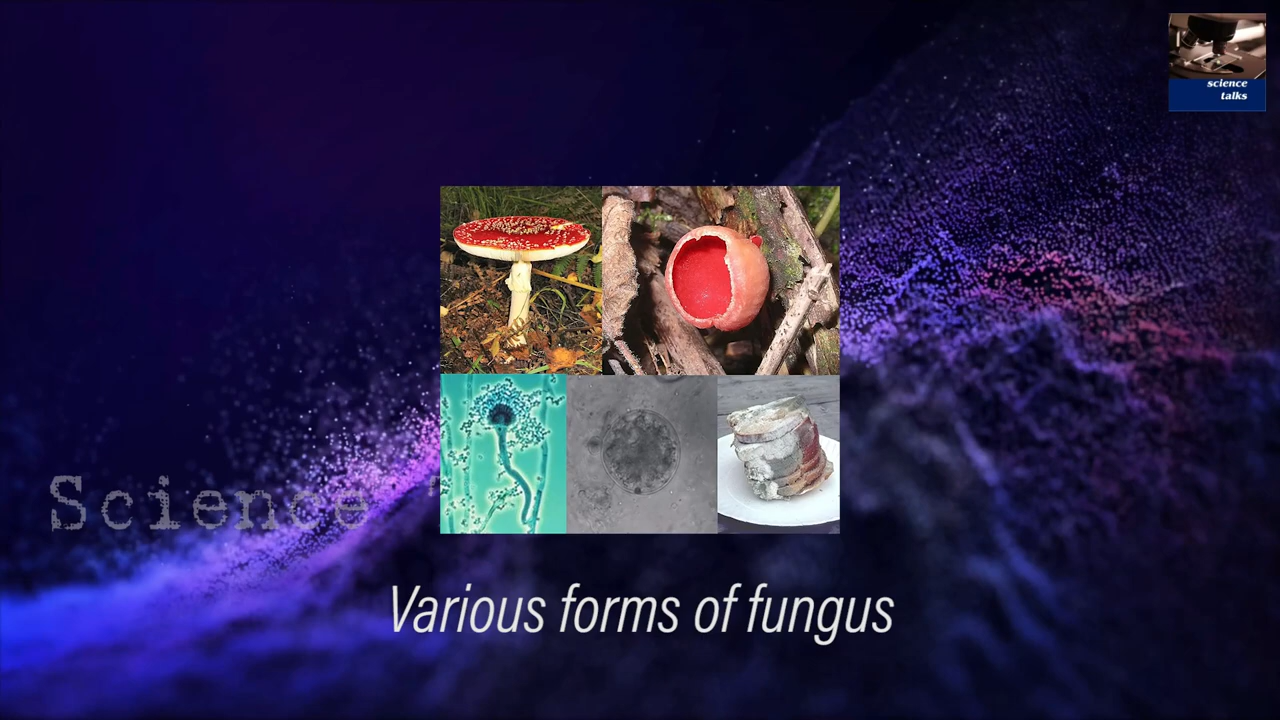 science
talks
Science
Various forms of fungus